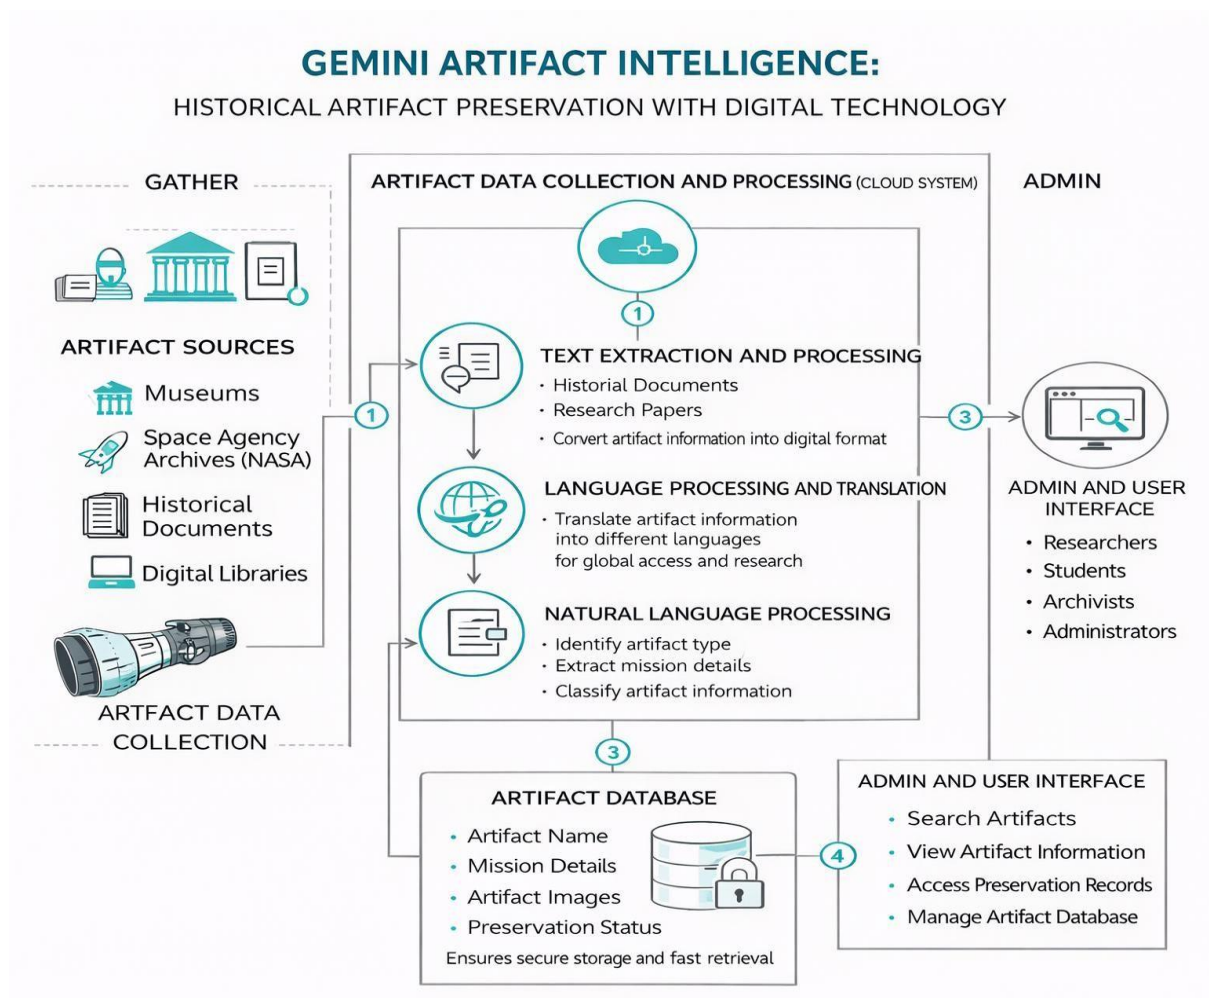 GEMINI ARTIFACT INTELLIGENCE:
HISTORICAL ARTIFACT PRESERVATION WITH DIGITAL TECHNOLOGY
GATHER
ARTIFACT SOURCES
Museums
Space Agency
Archives (NASA)
Historical
Documents
Digital Libraries
ARTFACT DATA
COLLECTION
1
ARTIFACT DATA COLLECTION AND PROCESSING (CLOUD SYSTEM)
1
TEXT EXTRACTION AND PROCESSING
· Historial Documents
· Research Papers
· Convert artifact information into digital format
LANGUAGE PROCESSING AND TRANSLATION
· Translate artifact information
into different languages
for global access and research
NATURAL LANGUAGE PROCESSING
· Identify artifact type
· Extract mission details
· Classify artifact information
3
ARTIFACT DATABASE
• Artifact Name
• Mission Details
• Artifact Images
• Preservation Status
Ensures secure storage and fast retrieval
ADMIN
3
ADMIN AND USER
INTERFACE
• Researchers
• Students
• Archivists
• Administrators
4
ADMIN AND USER INTERFACE
• Search Artifacts
• View Artifact Information
• Access Preservation Records
• Manage Artifact Database